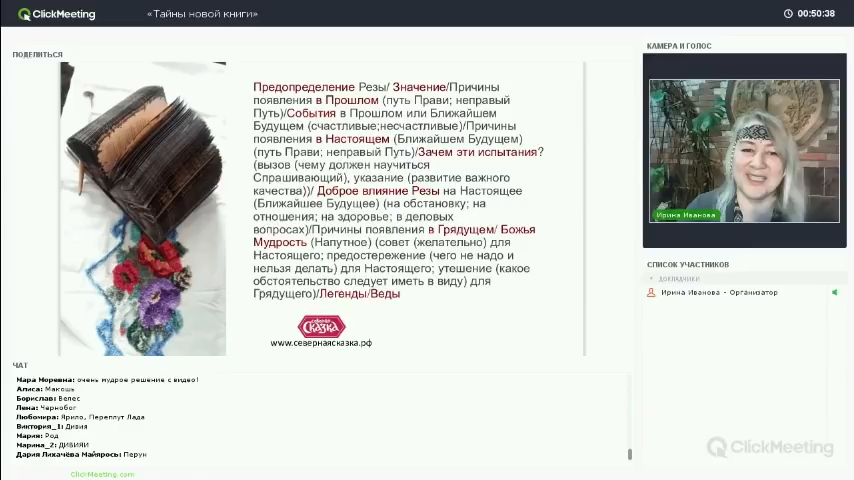 ClickMeeting
«Тайны новой книги»
00:50:38
ПОДЕЛИТЬСЯ
Предопределение Резы/ Значение/Причины
появления в Прошлом (путь Прави; неправый
Путь)/События в Прошлом или Ближайшем
Будущем (счастливые;несчастливые)/Причины
появления в Настоящем (Ближайшем Будущем)
(путь Прави; неправый Путь)/Зачем эти испытания?
(вызов (чему должен научиться
Спрашивающий), указание (развитие важного
качества))/ Доброе влияние Резы на Настоящее
(Ближайшее Будущее) (на обстановку; на
отношения; на здоровье; в деловых
вопросах)/Причины появления в Грядущем/ Божья
Мудрость (Напутное) (совет (желательно) для
Настоящего; предостережение (чего не надо и
нельзя делать) для Настоящего; утешение (какое
обстоятельство следует иметь в виду) для
Грядущего)/Легенды/Веды
Сказка
www.севернаясказка.рф
КАМЕРА И ГОЛОС
Ирина Иванова
СПИСОК УЧАСТНИКОВ
ДОКЛАДЧИКИ
Ирина Иванова - Организатор
ЧАТ
Мара Моревна: очень мудрое решение с видео!
Алиса: Макошь
Борислав: Велес
Лена: Чернобог
Любомира: Ярило, Переплут Лада
Виктория_1: Дивия
Мария: Род
Марина_2: ДИВИЯИ
Дария Лихачёва Майярось: Перун
ClickMeeting.com
ClickMeeting